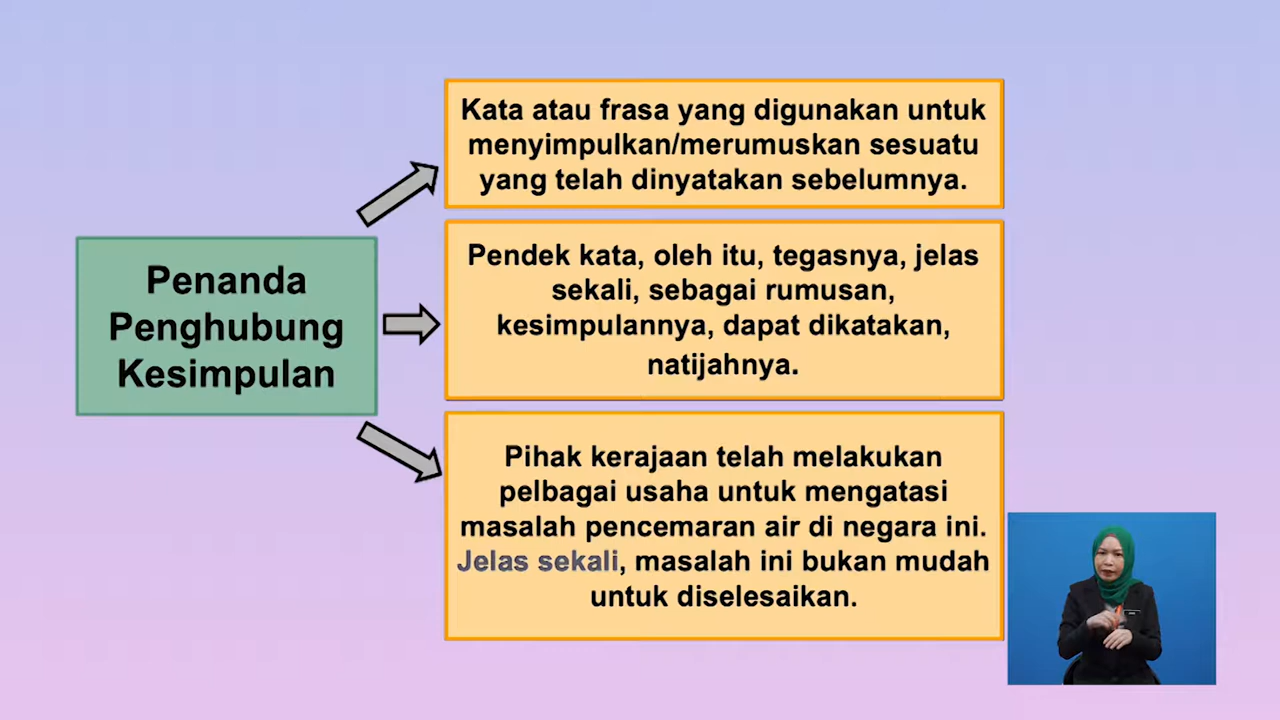 Penanda
Penghubung
Kesimpulan
Kata atau frasa yang digunakan untuk
menyimpulkan/merumuskan sesuatu
yang telah dinyatakan sebelumnya.
Pendek kata, oleh itu, tegasnya, jelas
sekali, sebagai rumusan,
kesimpulannya, dapat dikatakan,
natijahnya.
Pihak kerajaan telah melakukan
pelbagai usaha untuk mengatasi
masalah pencemaran air di negara ini.
Jelas sekali, masalah ini bukan mudah
untuk diselesaikan.